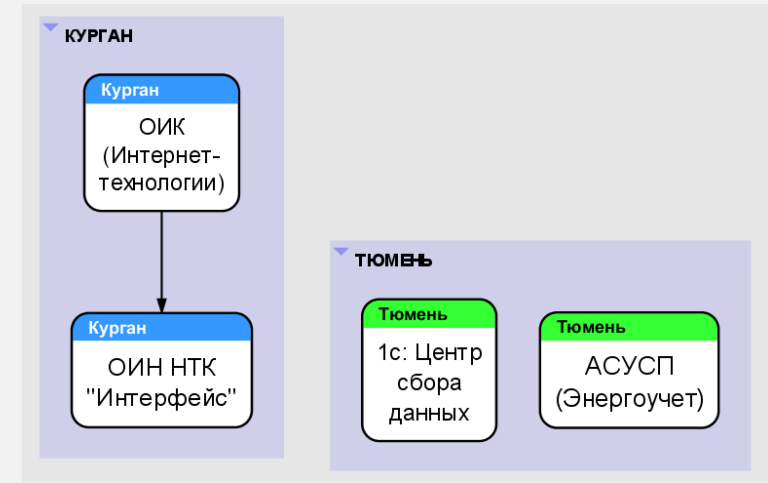 КУРГАН
Курган
ОИК
(Интернет-
технологии)
Курган
ОИН НТК
"Интерфейс"
ТЮМЕНЬ
Тюмень
1с: Центр
сбора
данных
Тюмень
АСУСП
(Энергоучет)